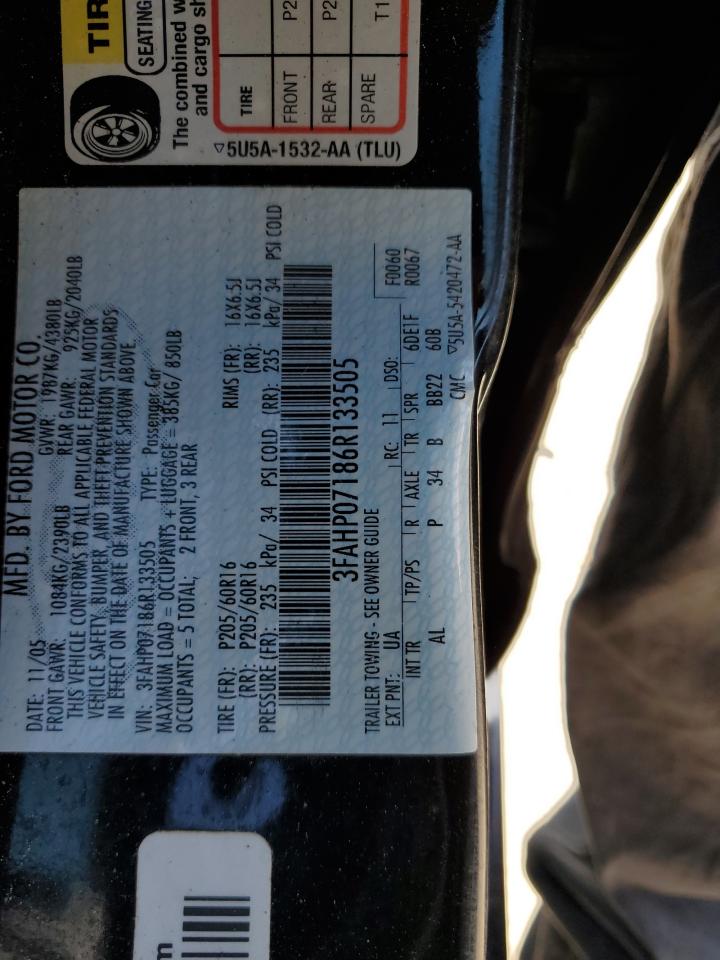 TIR
SEATING
The combined w
and cargo sh
TIRE
FRONT P2
REAR P2
SPARE T1
▽5U5A-1532-AA (TLU)
MFD. BY FORD MOTOR CO.
DATE: 11/05 GVWR: 1987KG/4380LB
FRONT GAWR: 1084KG/2390LB REAR GAWR: 925KG/2040LB
THIS VEHICLE CONFORMS TO ALL APPLICABLE FEDERAL MOTOR
VEHICLE SAFETY, BUMPER, AND THEFT PREVENTION STANDARDS
IN EFFECT ON THE DATE OF MANUFACTURE SHOWN ABOVE.
VIN: 3FAHP07186R133505 TYPE: Passenger Car
MAXIMUM LOAD = OCCUPANTS + LUGGAGE = 385KG/ 850LB
OCCUPANTS = 5 TOTAL; 2 FRONT, 3 REAR
TIRE (FR): P205/60R16 RIMS (FR): 16X6.5J
(RR): P205/60R16 (RR): 16X6.5J
PRESSURE (FR): 235 kPa/ 34 PSI COLD (RR): 235 kPa/ 34 PSI COLD
3FAHP07186R133505
TRAILER TOWING - SEE OWNER GUIDE F0060
EXT PNT: UA RC: 11 DSO: R0067
INT TR TP/PS R AXLE TR SPR 6DE1F
AL P 34 B BB22 60B
CMC ▽5U5A-5420472-AA
m